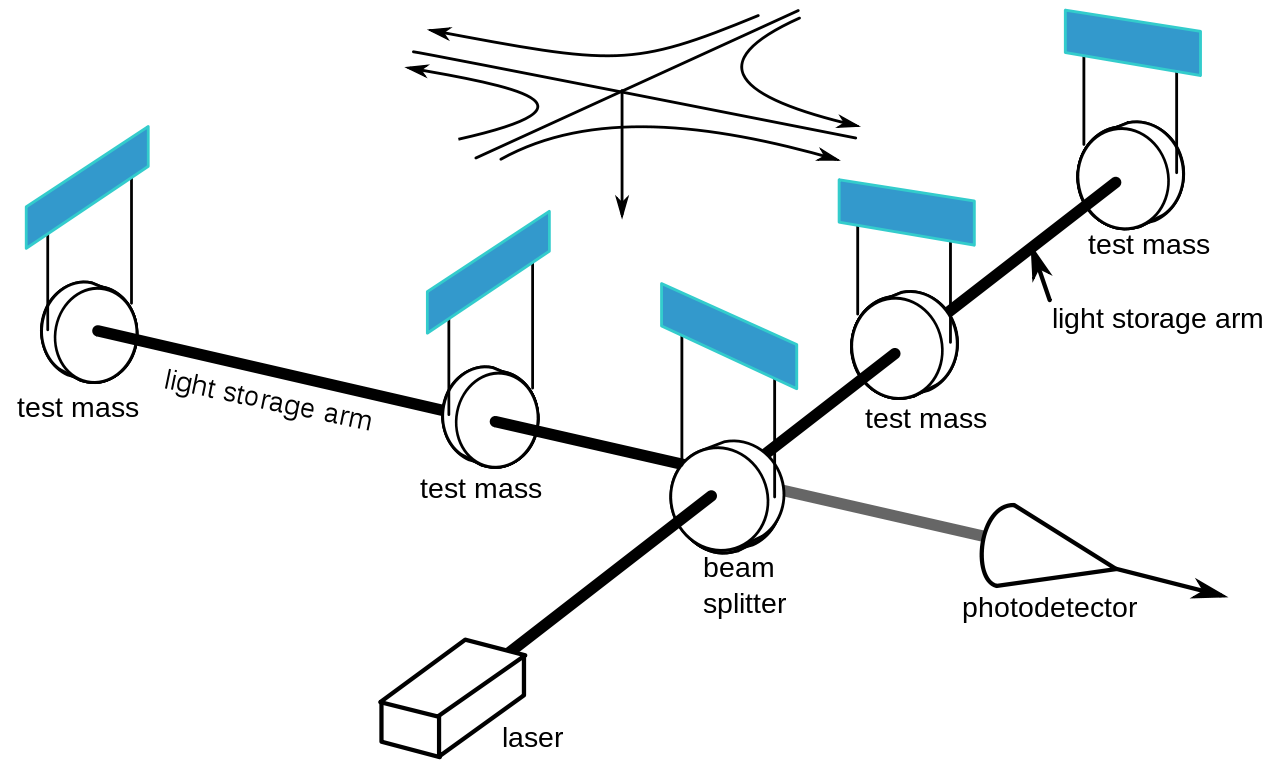 test mass
light storage arm
test mass
light storage arm
test mass
test mass
beam
splitter
photodetector
laser